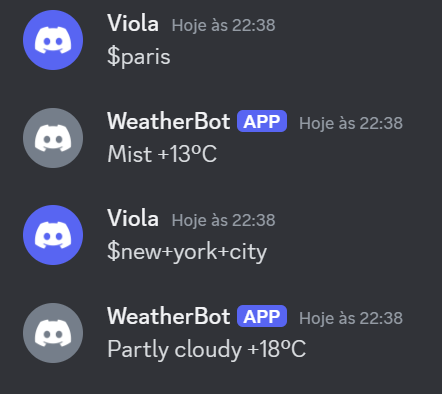 Viola Hoje às 22:38
$paris
WeatherBot APP Hoje às 22:38
Mist +13ºC
Viola Hoje às 22:38
$new+york+city
WeatherBot APP Hoje às 22:38
Partly cloudy +18ºC